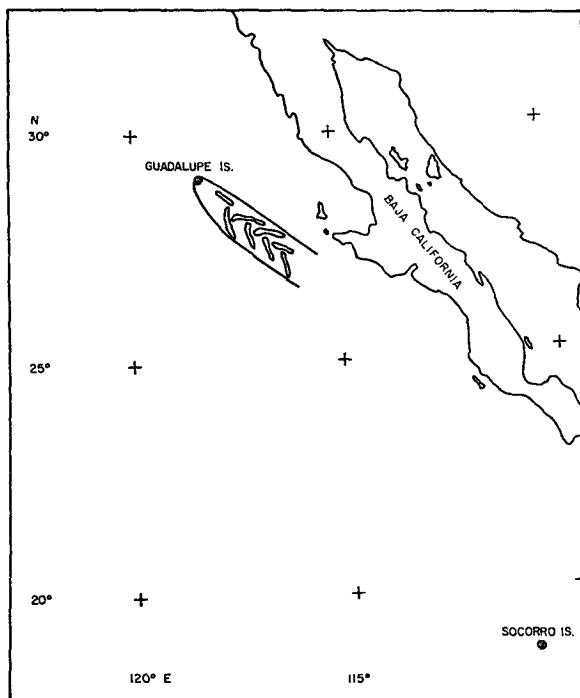 N
30°
GUADALUPE IS.
BAJA CALIFORNIA
25°
20°
SOCORRO IS.
120° E 115°